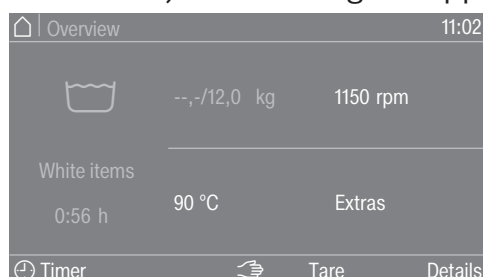 Overview 11:02
--,-/12,0 kg 1150 rpm
White items
0:56 h
90 °C Extras
Timer Tare Details